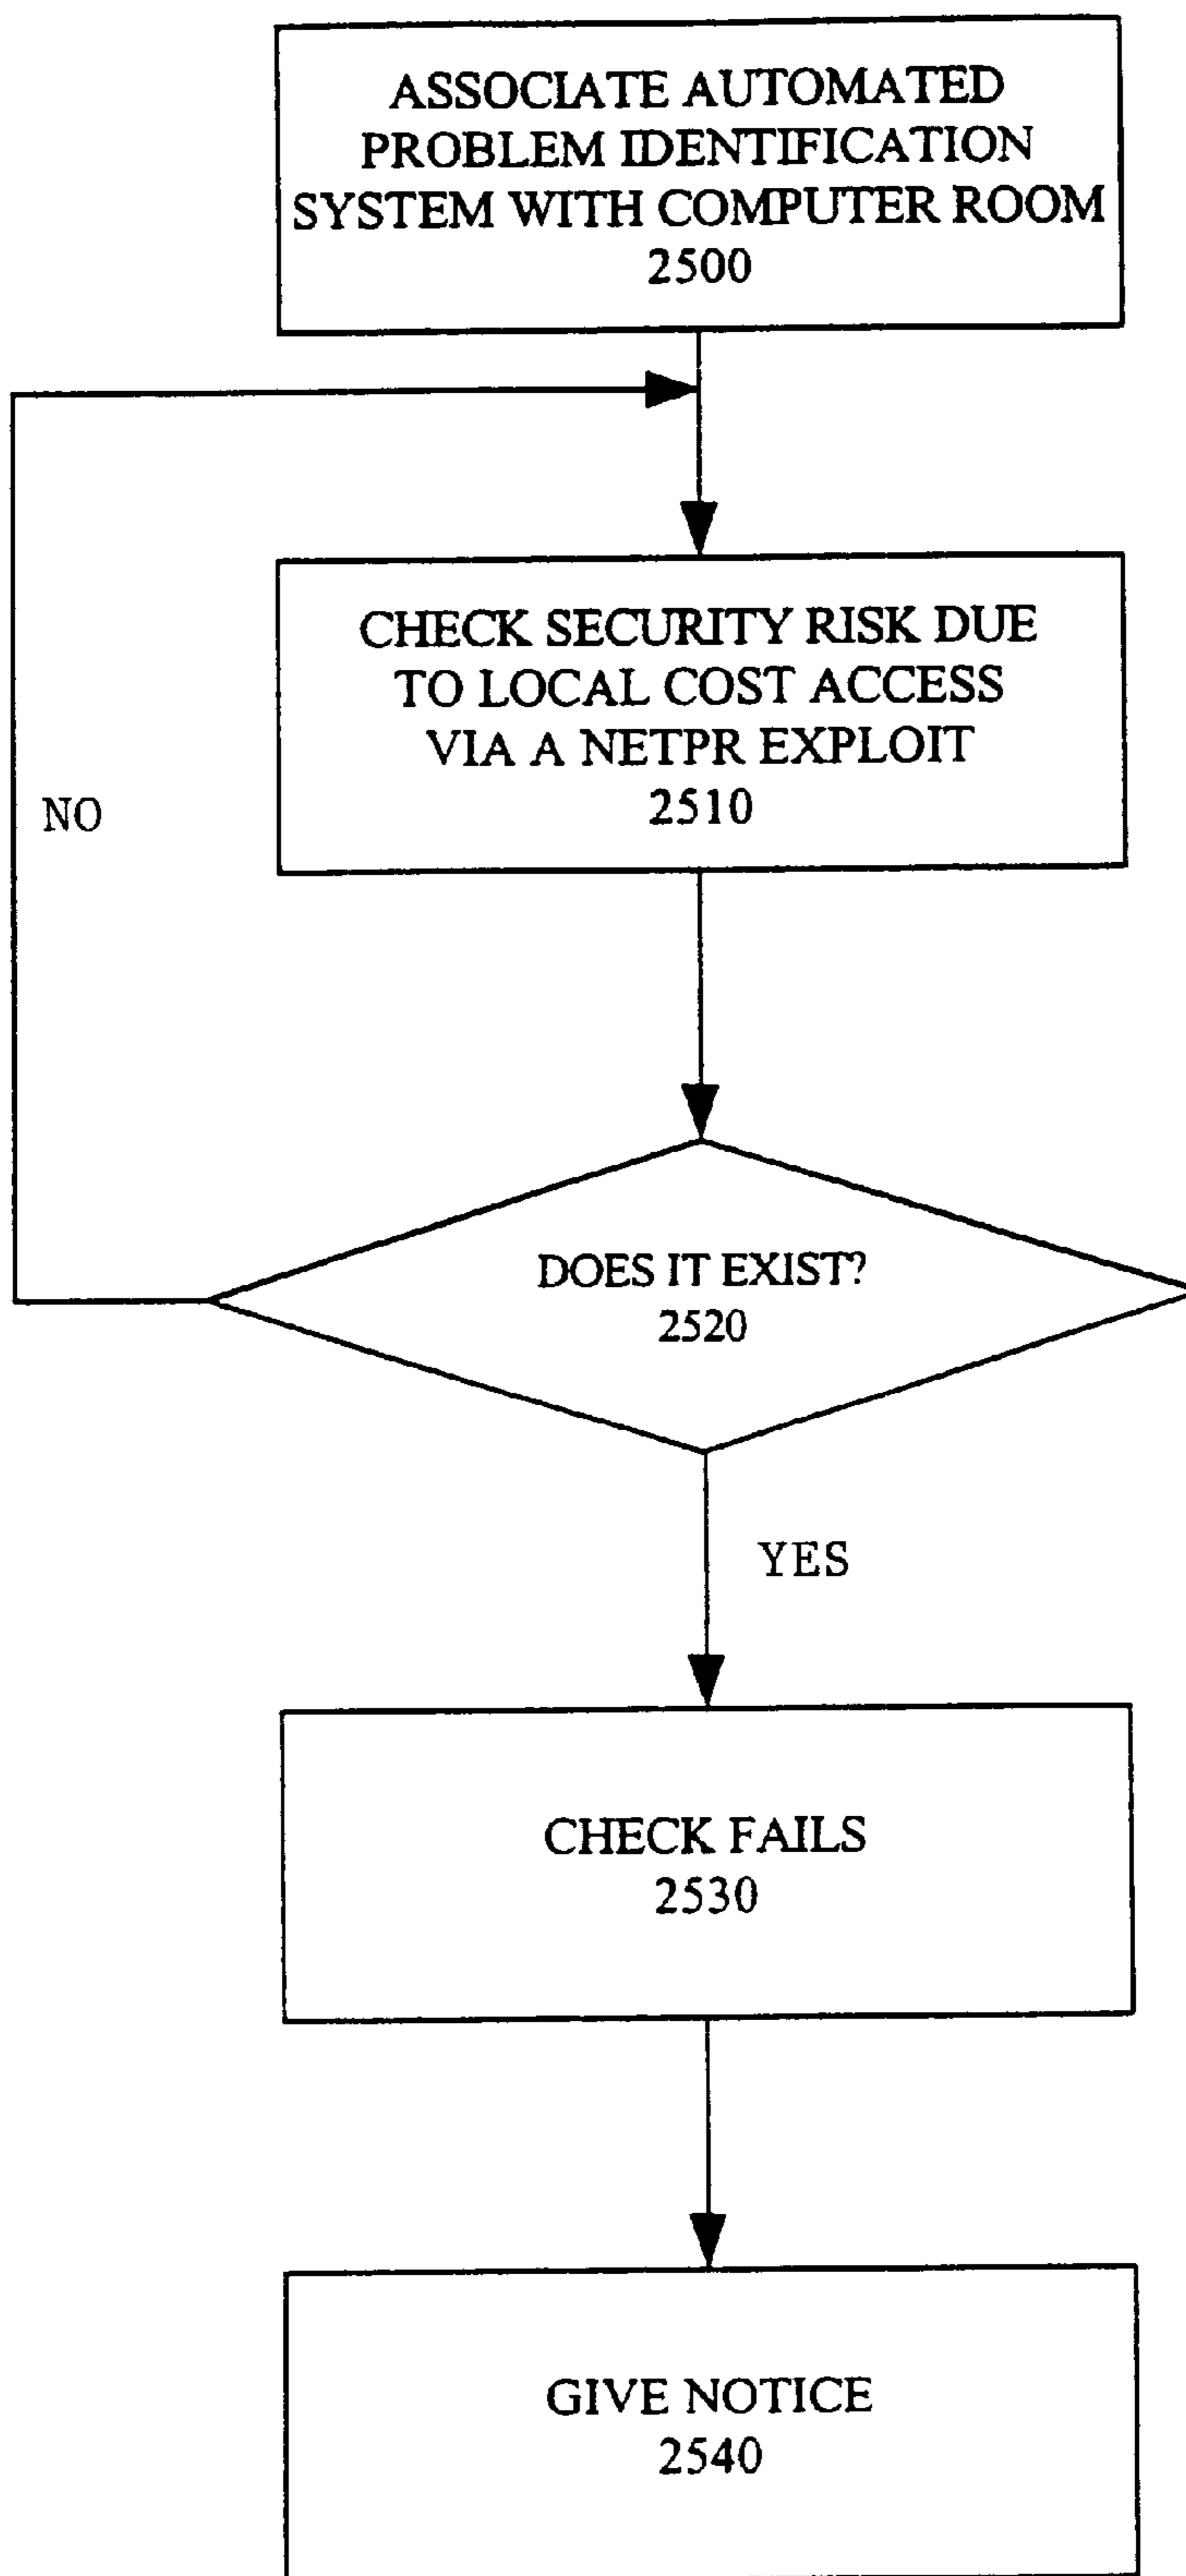 ASSOCIATE AUTOMATED
PROBLEM IDENTIFICATION
SYSTEM WITH COMPUTER ROOM
2500
CHECK SECURITY RISK DUE
TO LOCAL COST ACCESS
VIA A NETPR EXPLOIT
2510
NO
DOES IT EXIST?
2520
YES
CHECK FAILS
2530
GIVE NOTICE
2540